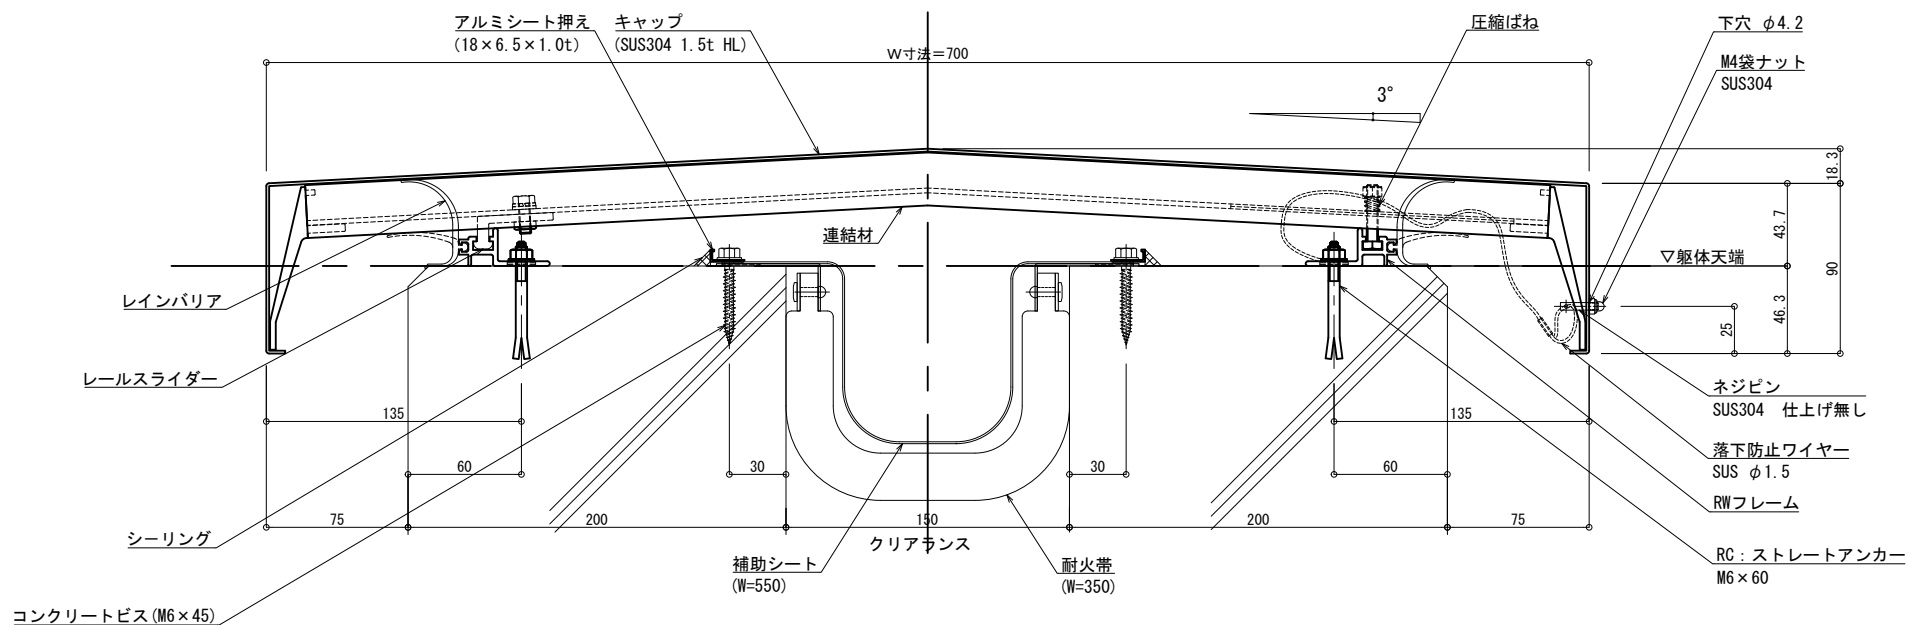 アルミシート押え
(18×6.5×1.0t)
キャップ
(SUS304 1.5t HL)
W寸法=700
圧縮ばね
下穴 φ4.2
M4袋ナット
SUS304
3°
18.3
43.7
90
46.3
25
▽躯体天端
連結材
レインバリア
レールスライダー
135
60
30
30
60
135
75
200
150
200
75
クリアランス
シーリング
コンクリートビス(M6×45)
補助シート
(W=550)
耐火帯
(W=350)
ネジピン
SUS304 仕上げ無し
落下防止ワイヤー
SUS φ1.5
RWフレーム
RC：ストレートアンカー
M6×60